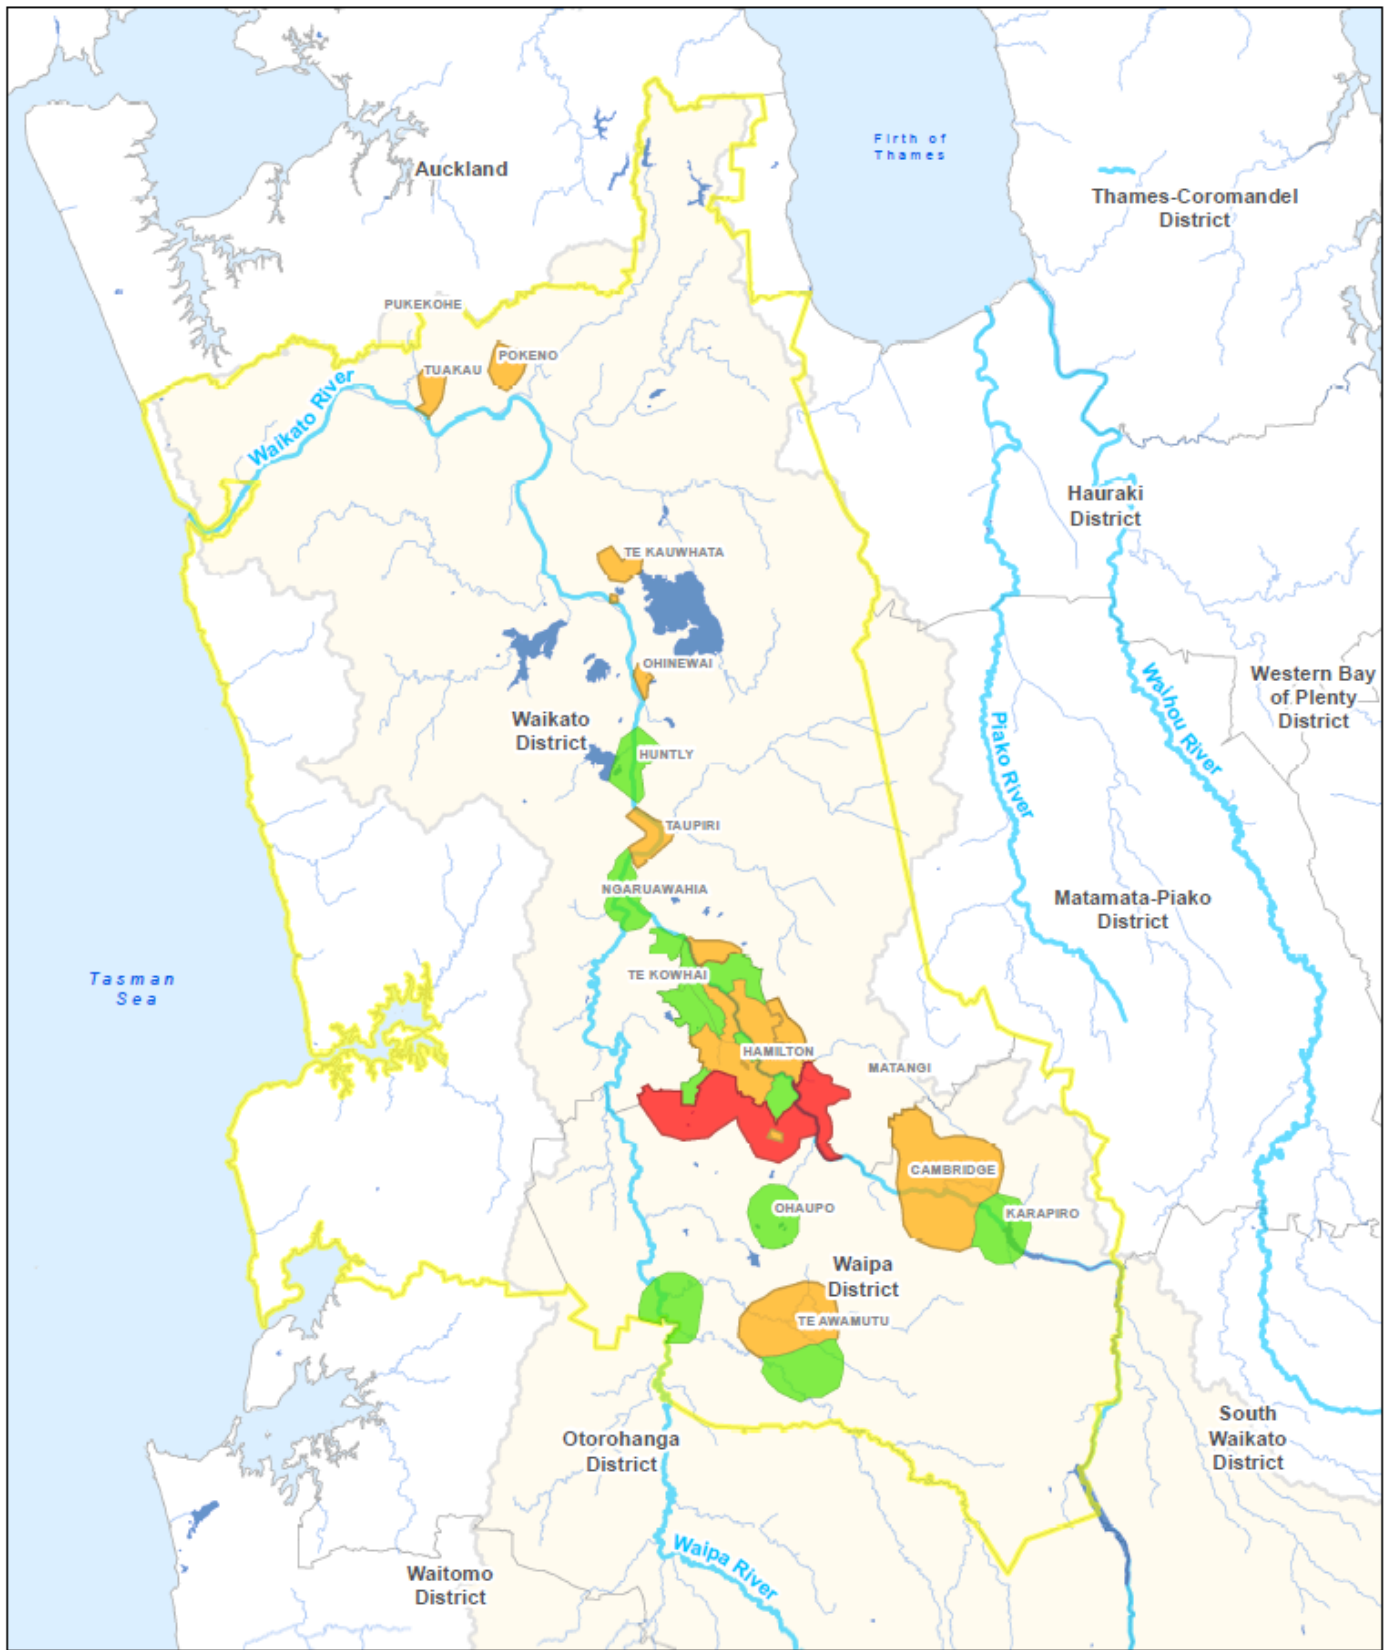 Firth of
Thames
Auckland
Thames-Coromandel
District
PUKEKOHE
POKENO
TUAKAU
Waikato River
Hauraki
District
TE KAUWHATA
OHINEWAI
Western Bay
of Plenty
District
Waihou River
Waikato
District
Piako River
HUNTLY
TAUPIRI
NGARUAWAHIA
Matamata-Piako
District
Tasman
Sea
TE KOWHAI
HAMILTON
MATANGI
CAMBRIDGE
OHAUPO
KARAPIRO
Waipa
District
TE AWAMUTU
Otorohanga
District
South
Waikato
District
Waipa River
Waitomo
District